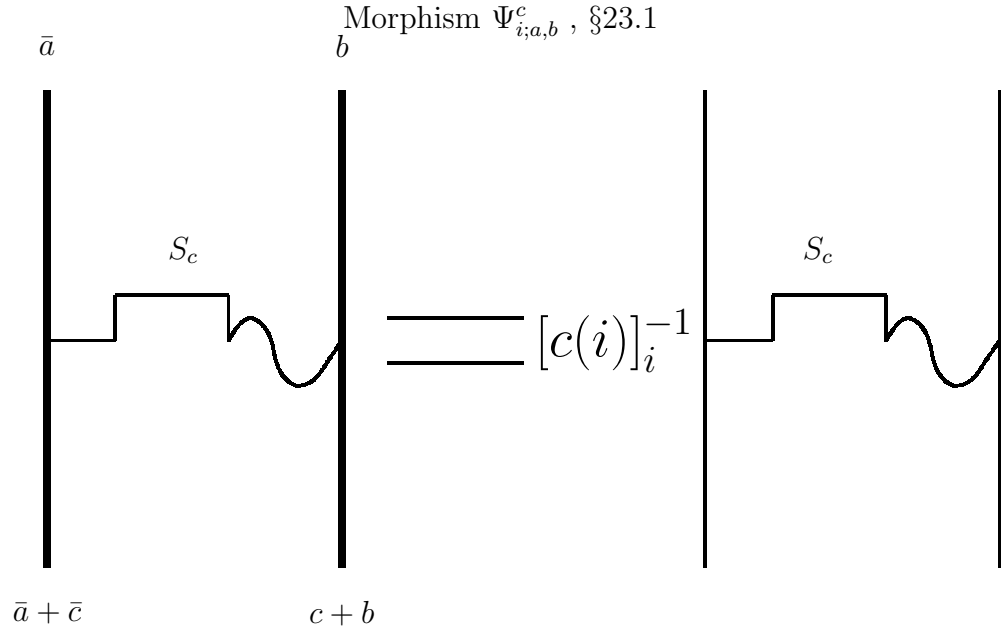 Morphism Ψ^c_{i;a,b} , §23.1
ā b
S_c S_c
[c(i)]_i^{-1}
ā + c̄ c + b